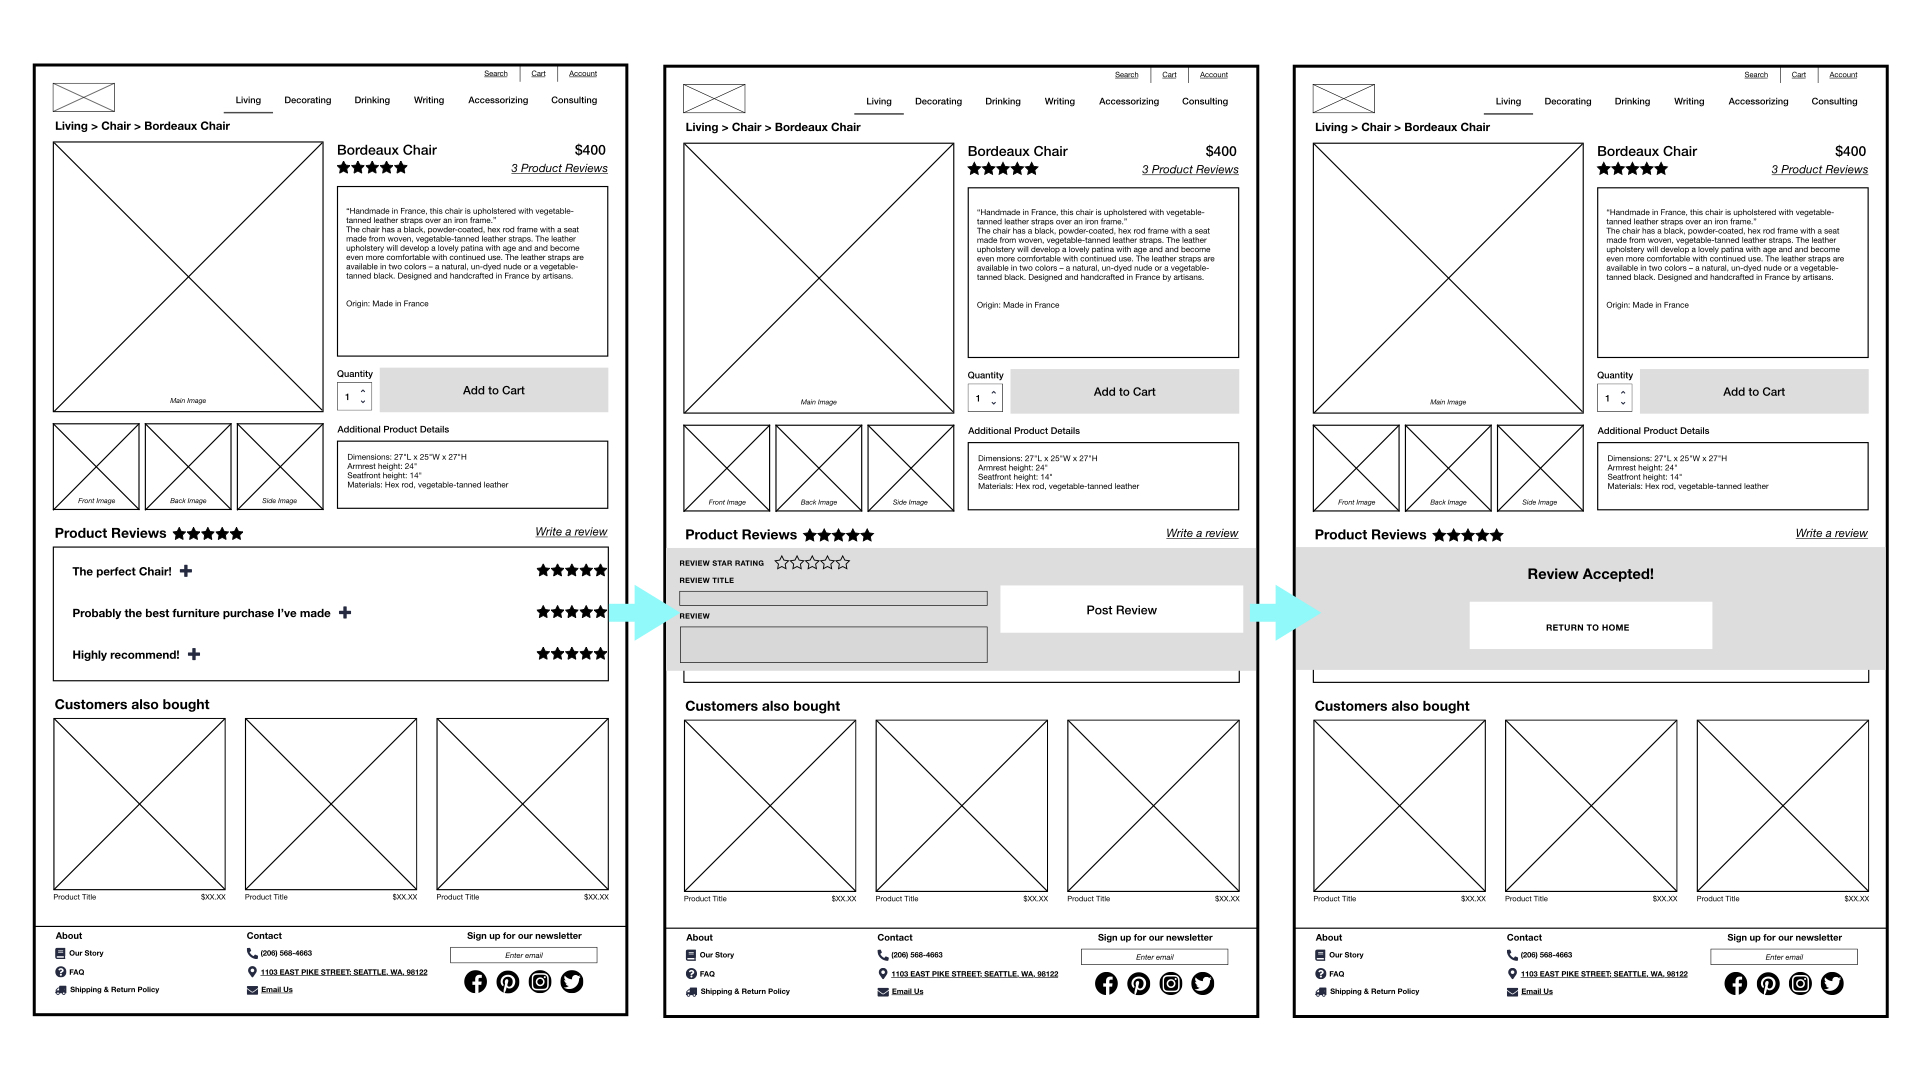 Search Cart Account
Living Decorating Drinking Writing Accessorizing Consulting
Living > Chair > Bordeaux Chair
Bordeaux Chair $400
3 Product Reviews
“Handmade in France, this chair is upholstered with vegetable-
tanned leather straps over an iron frame.”
The chair has a black, powder-coated, hex rod frame with a seat
made from woven, vegetable-tanned leather straps. The leather
upholstery will develop a lovely patina with age and and become
even more comfortable with continued use. The leather straps are
available in two colors – a natural, un-dyed nude or a vegetable-
tanned black. Designed and handcrafted in France by artisans.
Origin: Made in France
Main Image
Quantity
1
Add to Cart
Front Image Back Image Side Image
Additional Product Details
Dimensions: 27"L x 25"W x 27"H
Armrest height: 24"
Seatfront height: 14"
Materials: Hex rod, vegetable-tanned leather
Product Reviews Write a review
The perfect Chair!
Probably the best furniture purchase I’ve made
Highly recommend!
Customers also bought
Product Title $XX.XX Product Title $XX.XX Product Title $XX.XX
About
Our Story
FAQ
Shipping & Return Policy
Contact
(206) 568-4663
1103 EAST PIKE STREET; SEATTLE, WA, 98122
Email Us
Sign up for our newsletter
Enter email
Search Cart Account
Living Decorating Drinking Writing Accessorizing Consulting
Living > Chair > Bordeaux Chair
Bordeaux Chair $400
3 Product Reviews
“Handmade in France, this chair is upholstered with vegetable-
tanned leather straps over an iron frame.”
The chair has a black, powder-coated, hex rod frame with a seat
made from woven, vegetable-tanned leather straps. The leather
upholstery will develop a lovely patina with age and and become
even more comfortable with continued use. The leather straps are
available in two colors – a natural, un-dyed nude or a vegetable-
tanned black. Designed and handcrafted in France by artisans.
Origin: Made in France
Main Image
Quantity
1
Add to Cart
Front Image Back Image Side Image
Additional Product Details
Dimensions: 27"L x 25"W x 27"H
Armrest height: 24"
Seatfront height: 14"
Materials: Hex rod, vegetable-tanned leather
Product Reviews Write a review
REVIEW STAR RATING
REVIEW TITLE
REVIEW
Post Review
Customers also bought
Product Title $XX.XX Product Title $XX.XX Product Title $XX.XX
About
Our Story
FAQ
Shipping & Return Policy
Contact
(206) 568-4663
1103 EAST PIKE STREET; SEATTLE, WA, 98122
Email Us
Sign up for our newsletter
Enter email
Search Cart Account
Living Decorating Drinking Writing Accessorizing Consulting
Living > Chair > Bordeaux Chair
Bordeaux Chair $400
3 Product Reviews
“Handmade in France, this chair is upholstered with vegetable-
tanned leather straps over an iron frame.”
The chair has a black, powder-coated, hex rod frame with a seat
made from woven, vegetable-tanned leather straps. The leather
upholstery will develop a lovely patina with age and and become
even more comfortable with continued use. The leather straps are
available in two colors – a natural, un-dyed nude or a vegetable-
tanned black. Designed and handcrafted in France by artisans.
Origin: Made in France
Main Image
Quantity
1
Add to Cart
Front Image Back Image Side Image
Additional Product Details
Dimensions: 27"L x 25"W x 27"H
Armrest height: 24"
Seatfront height: 14"
Materials: Hex rod, vegetable-tanned leather
Product Reviews Write a review
Review Accepted!
RETURN TO HOME
Customers also bought
Product Title $XX.XX Product Title $XX.XX Product Title $XX.XX
About
Our Story
FAQ
Shipping & Return Policy
Contact
(206) 568-4663
1103 EAST PIKE STREET; SEATTLE, WA, 98122
Email Us
Sign up for our newsletter
Enter email